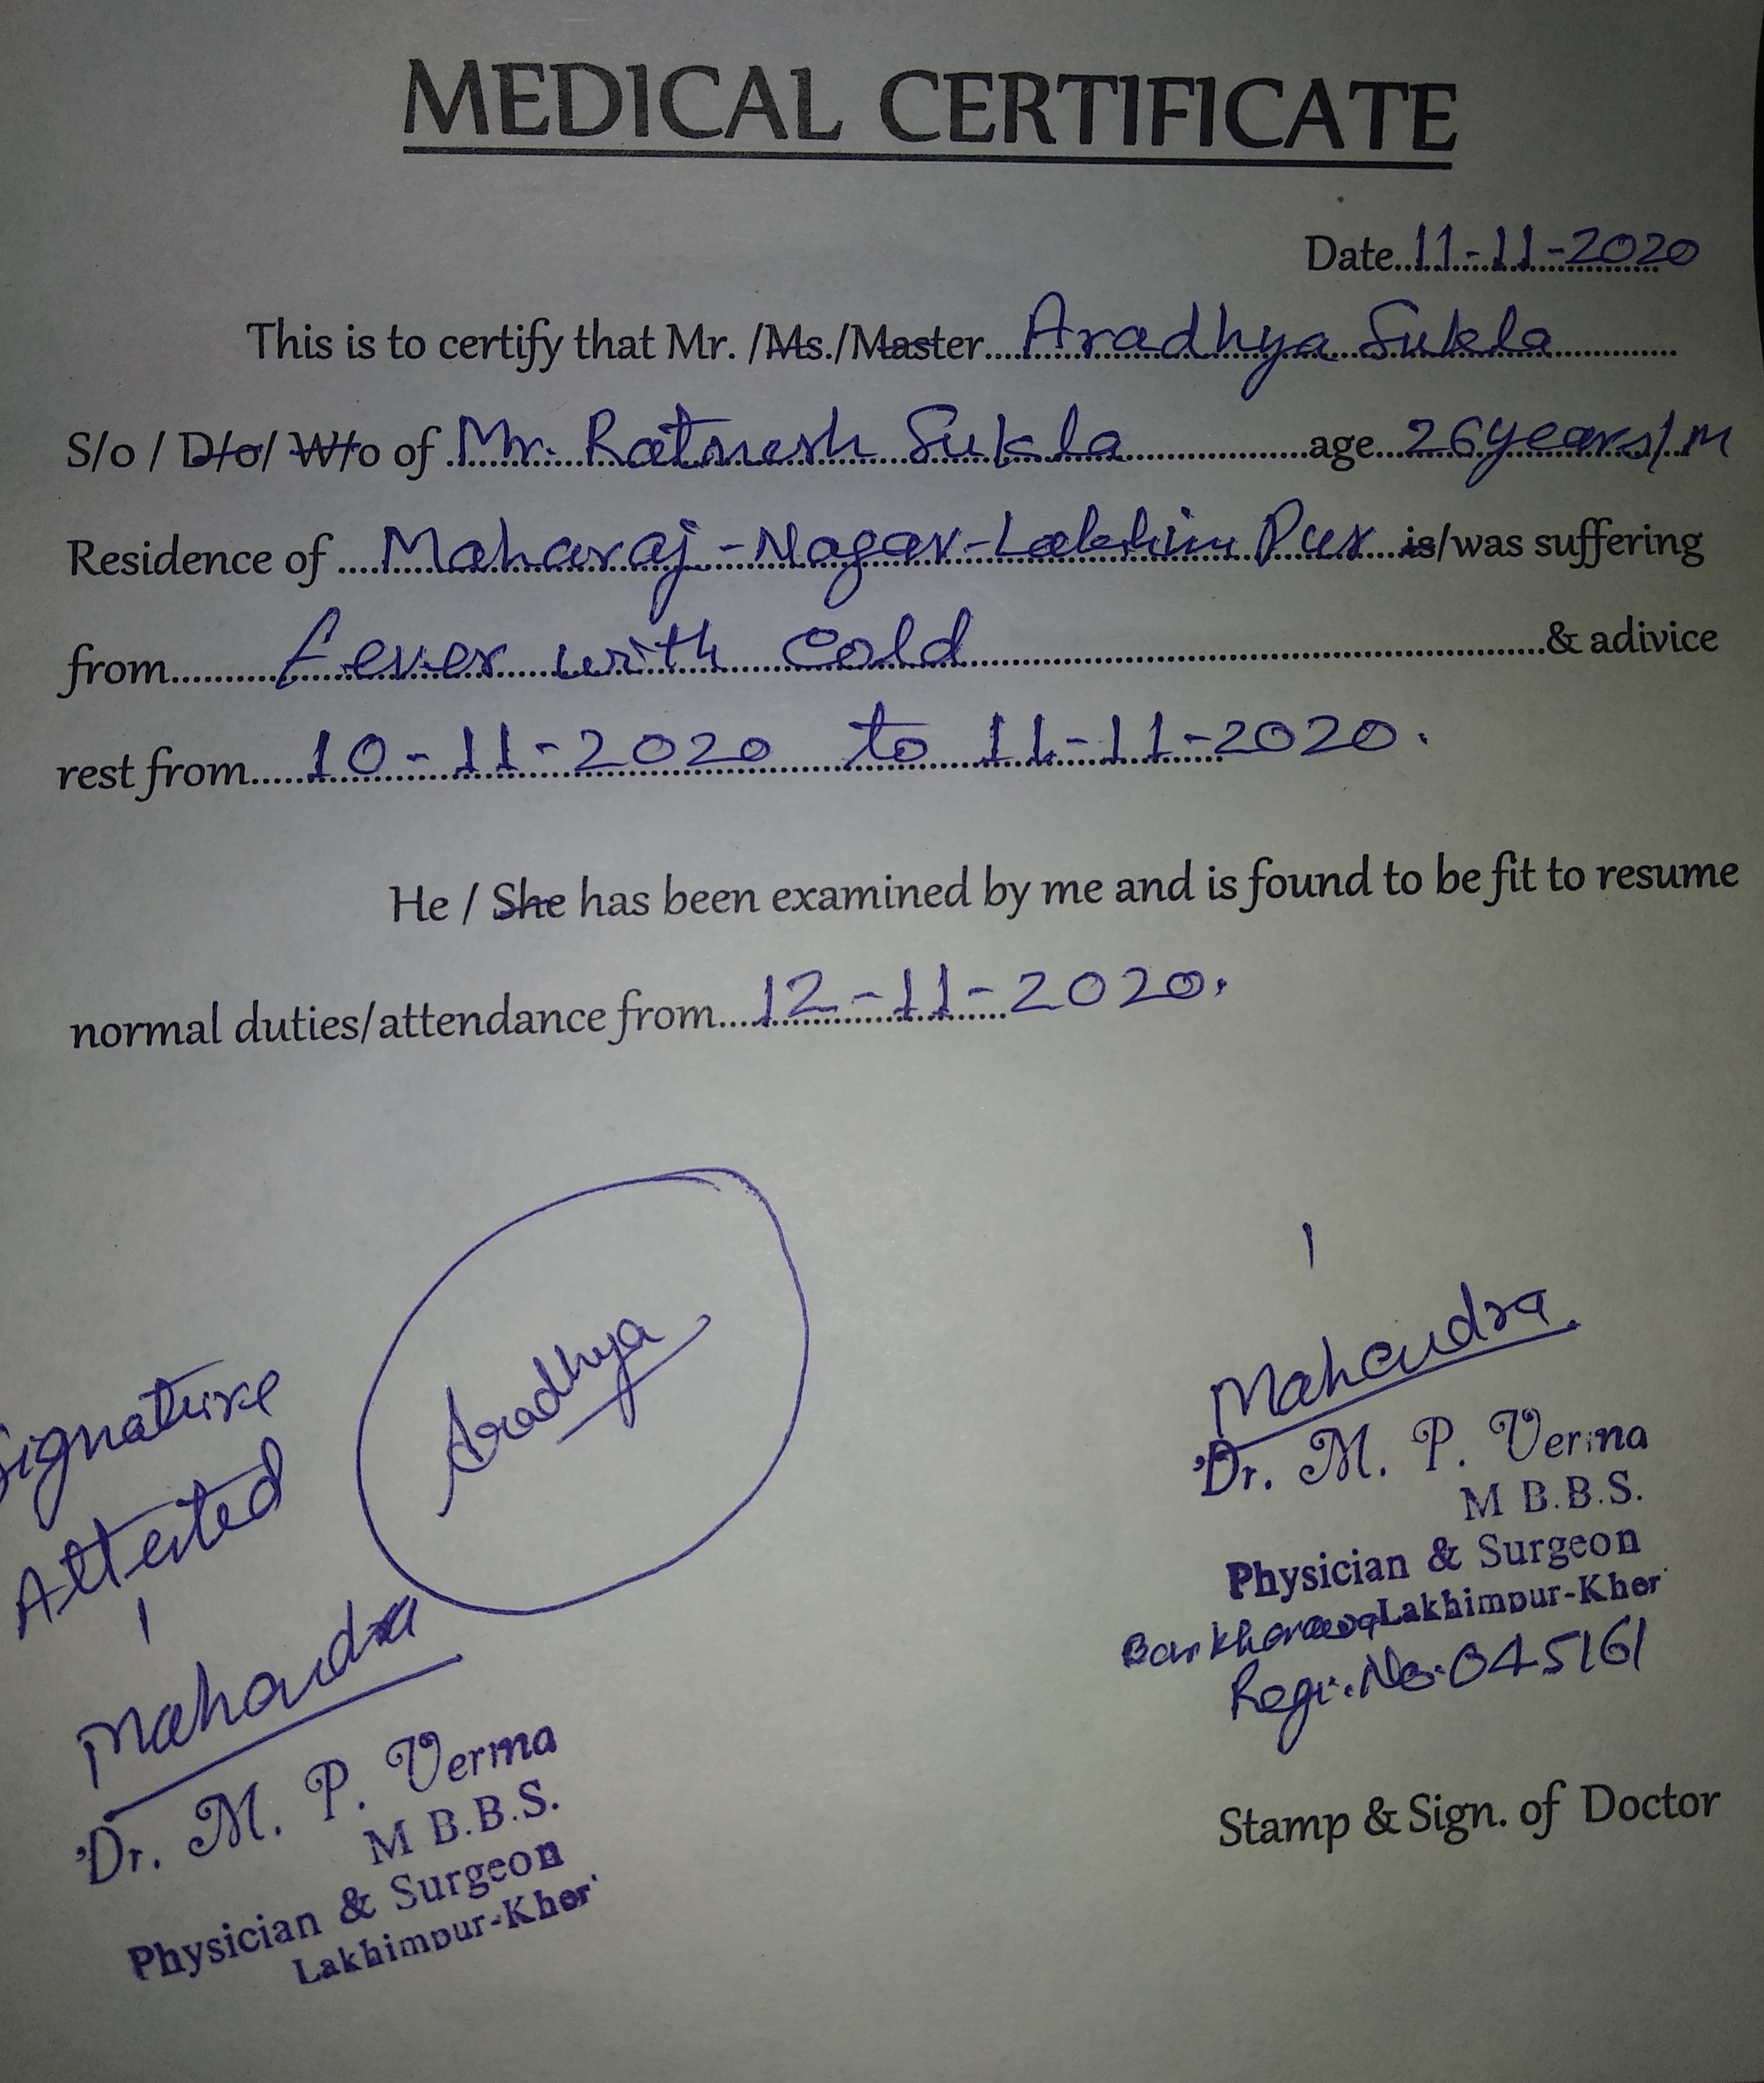 MEDICAL CERTIFICATE
Date..11-11-2020
This is to certify that Mr. /Ms./Master....Aradhya Sukla............
S/o / D/o/ W/o of .Mr. Ratnesh Sukla..................age...26years/M
Residence of ....Maharaj-Nagar-Lakhim Pur...is/was suffering
from..........fever with cold..........................................& adivice
rest from.....10-11-2020 to 11-11-2020.
He / She has been examined by me and is found to be fit to resume
normal duties/attendance from....12-11-2020.
Signature
Attested
Aradhya
Mahendra
Dr. M. P. Verma
M B.B.S.
Physician & Surgeon
Lakhimpur-Kher
Mahendra
Dr. M. P. Verma
M B.B.S.
Physician & Surgeon
Lakhimpur-Kher
Regi. No. 045161
Stamp & Sign. of Doctor